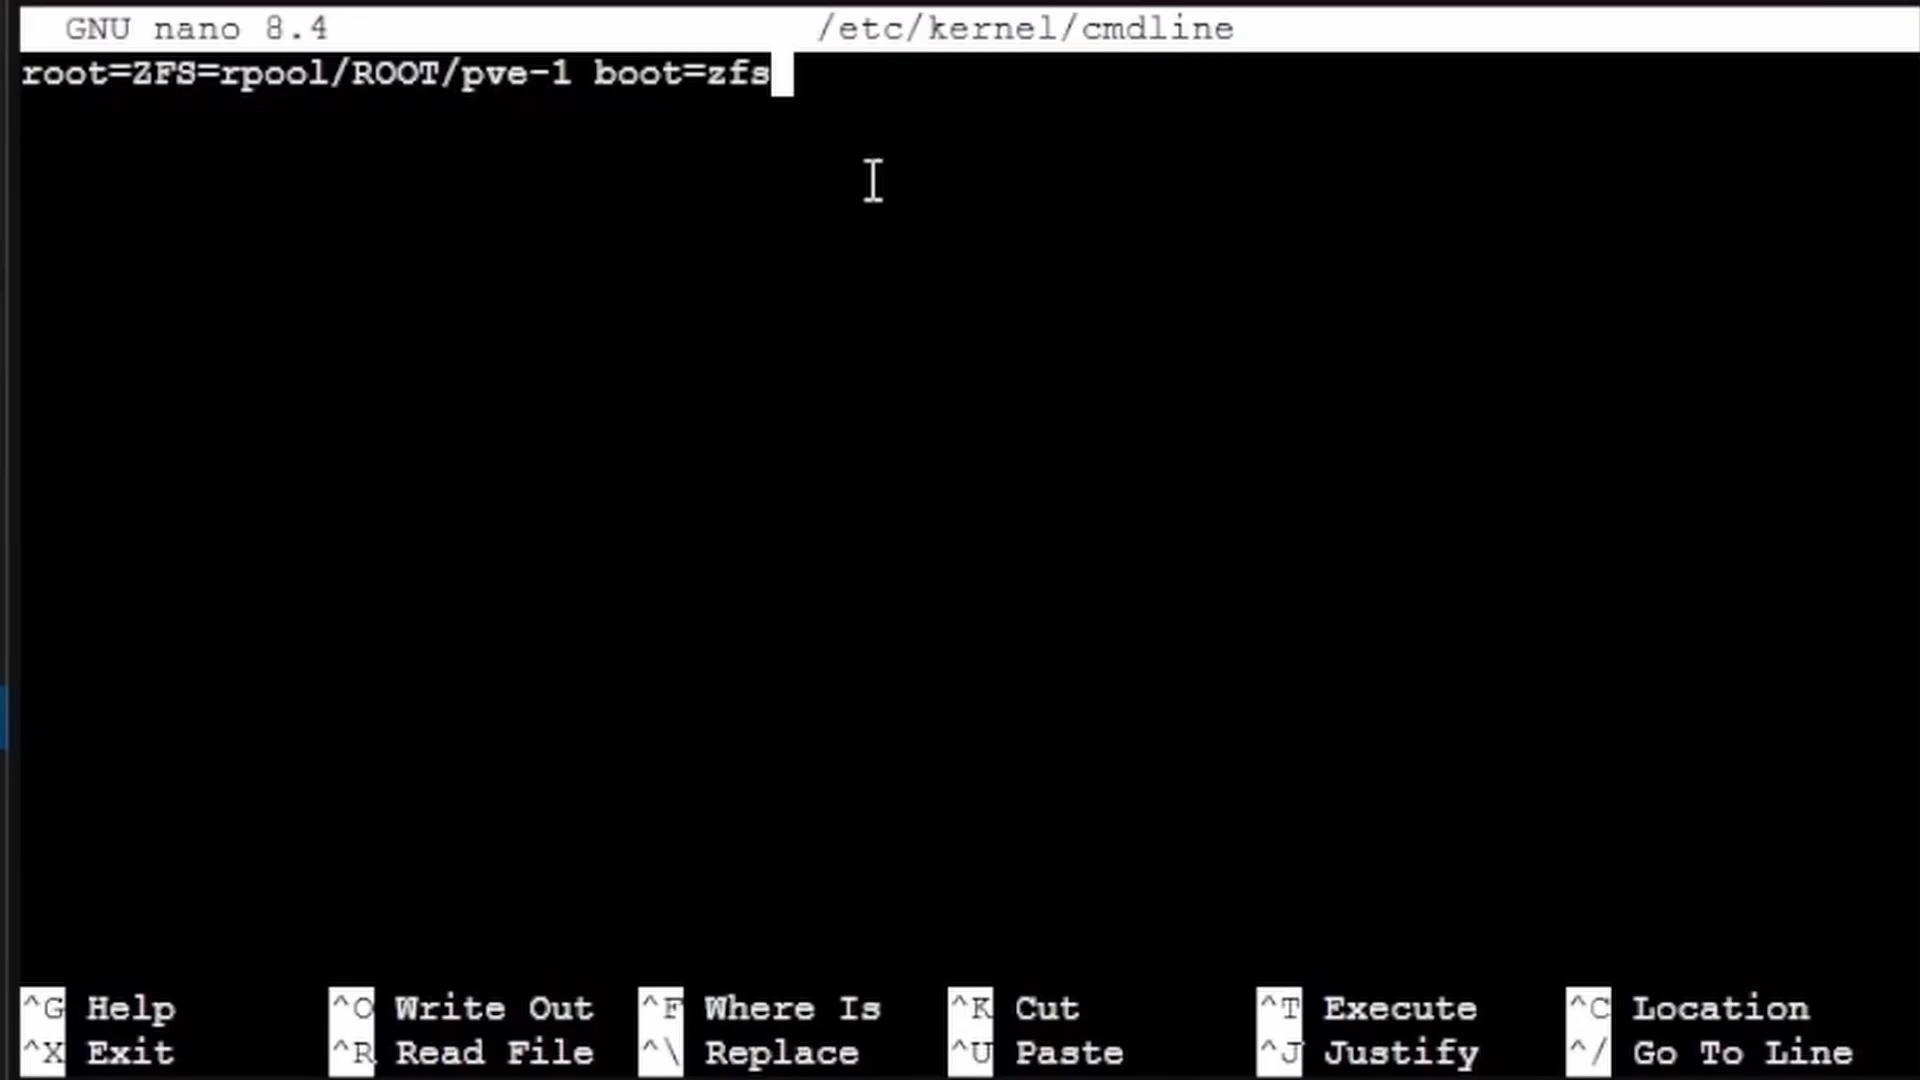 GNU nano 8.4 /etc/kernel/cmdline
root=ZFS=rpool/ROOT/pve-1 boot=zfs
^G Help ^O Write Out ^F Where Is ^K Cut ^T Execute ^C Location
^X Exit ^R Read File ^\ Replace ^U Paste ^J Justify ^/ Go To Line